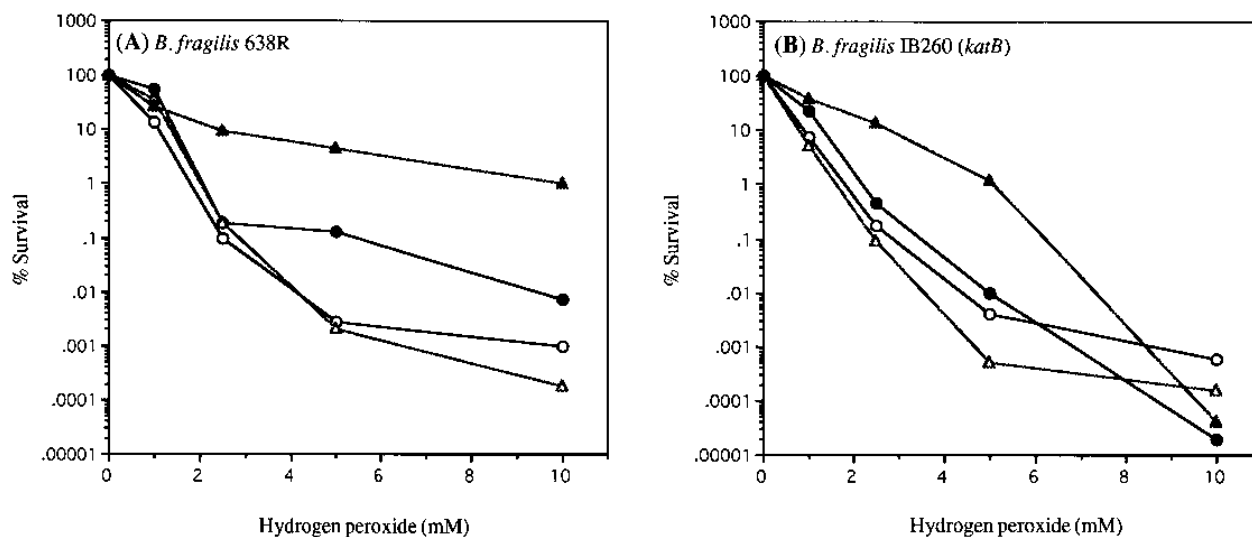 (A) B. fragilis 638R
1000
100
10
1
.1
.01
.001
.0001
.00001
% Survival
0 2 4 6 8 10
Hydrogen peroxide (mM)
(B) B. fragilis IB260 (katB)
1000
100
10
1
.1
.01
.001
.0001
.00001
% Survival
0 2 4 6 8 10
Hydrogen peroxide (mM)